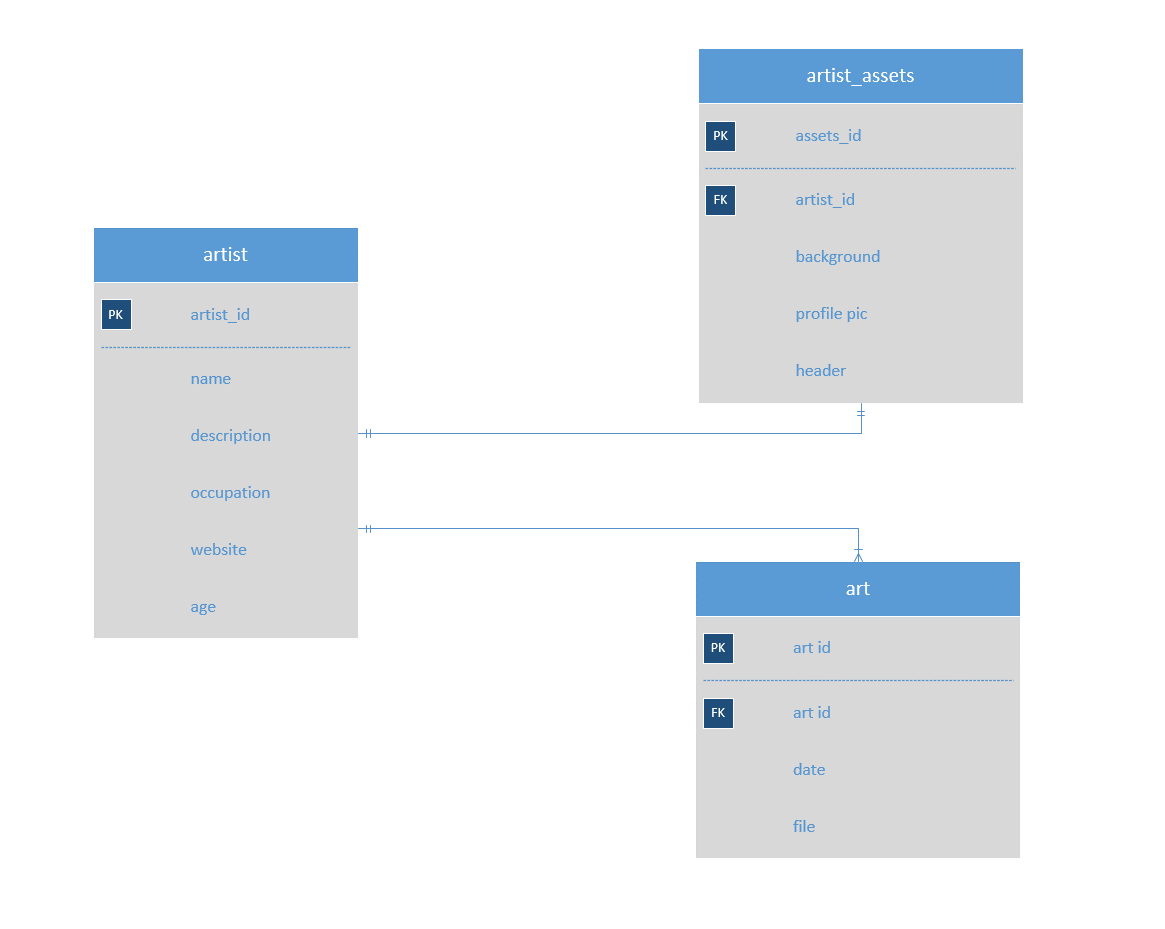 artist_assets
PK assets_id
FK artist_id
background
profile pic
header
artist
PK artist_id
name
description
occupation
website
age
art
PK art id
FK art id
date
file